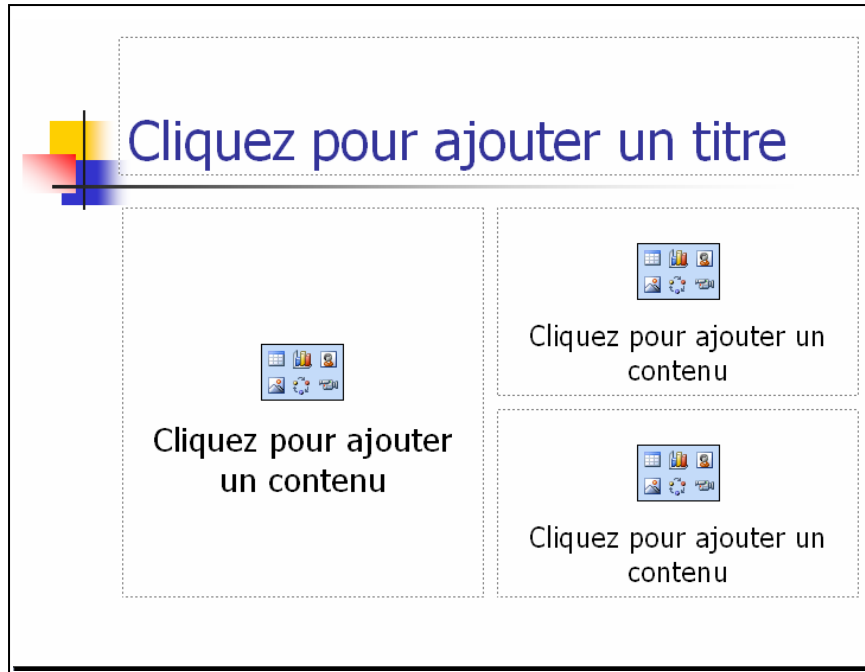 Cliquez pour ajouter un titre
Cliquez pour ajouter
un contenu
Cliquez pour ajouter un
contenu
Cliquez pour ajouter un
contenu